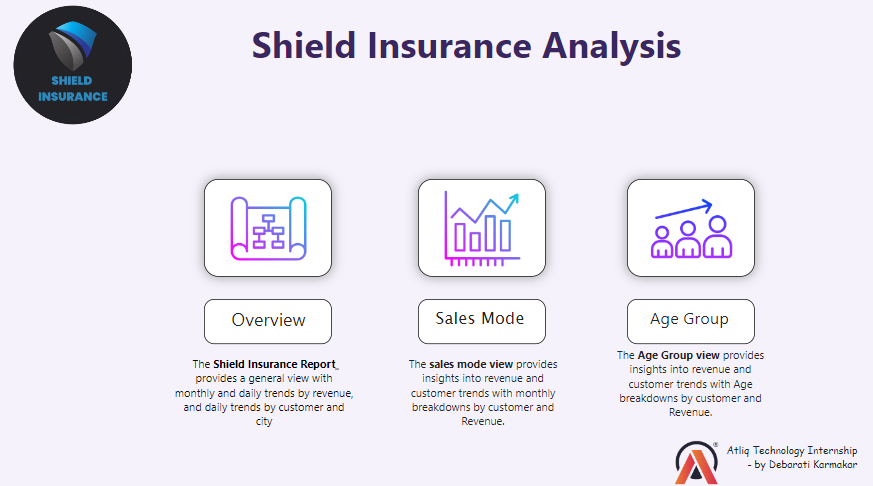 SHIELD
INSURANCE
Shield Insurance Analysis
Overview
The Shield Insurance Report_
provides a general view with
monthly and daily trends by revenue,
and daily trends by customer and
city
Sales Mode
The sales mode view provides
insights into revenue and
customer trends with monthly
breakdowns by customer and
Revenue.
Age Group
The Age Group view provides
insights into revenue and
customer trends with Age
breakdowns by customer and
Revenue.
®
Atliq Technology Internship
- by Debarati Karmakar